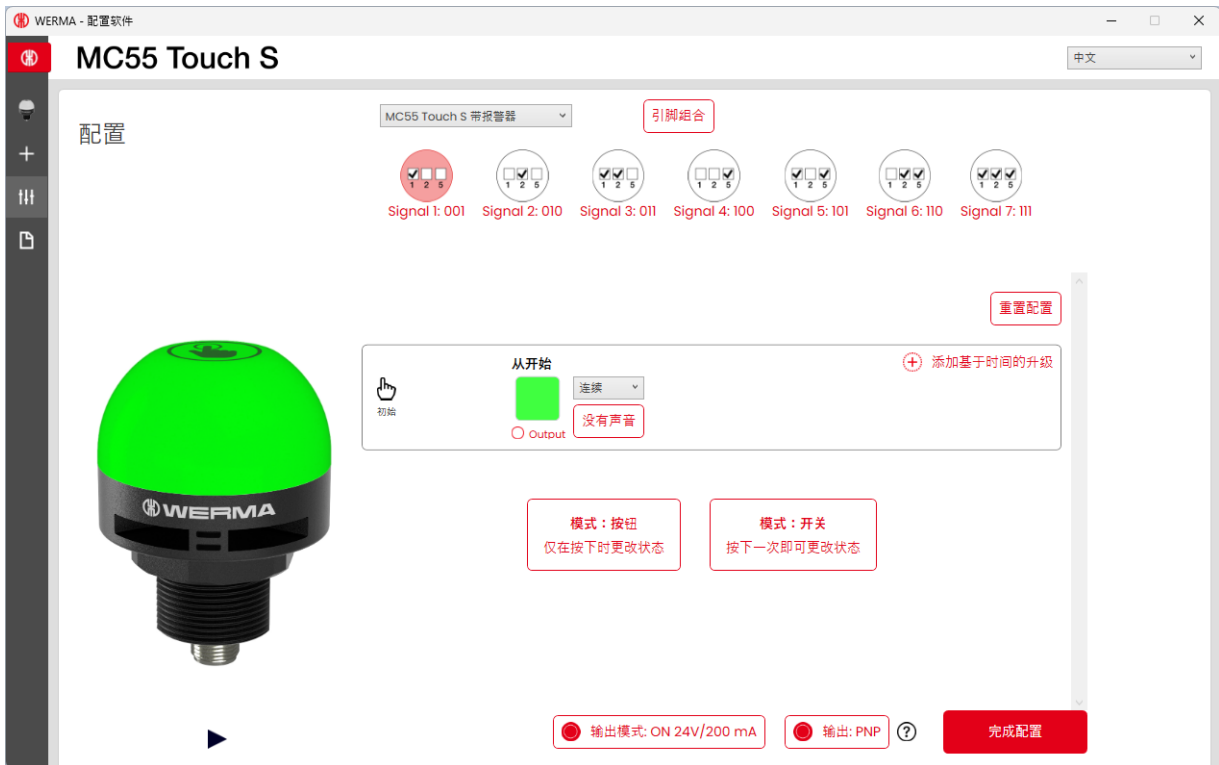 WERMA - 配置软件
MC55 Touch S
中文
配置
MC55 Touch S 带报警器
引脚组合
1 2 5
1 2 5
1 2 5
1 2 5
1 2 5
1 2 5
1 2 5
Signal 1: 001
Signal 2: 010
Signal 3: 011
Signal 4: 100
Signal 5: 101
Signal 6: 110
Signal 7: 111
重置配置
从开始
添加基于时间的升级
初始
连续
没有声音
Output
WERMA
模式：按钮
仅在按下时更改状态
模式：开关
按下一次即可更改状态
输出模式: ON 24V/200 mA
输出: PNP
?
完成配置